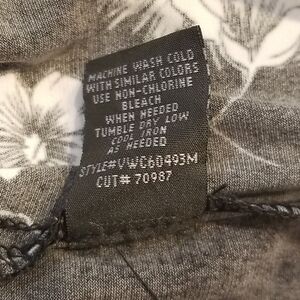 MACHINE WASH COLD
WITH SIMILAR COLORS
USE NON-CHLORINE
BLEACH
WHEN NEEDED
TUMBLE DRY LOW
COOL IRON
AS NEEDED
STYLE#VWC60493M
CUT# 70987